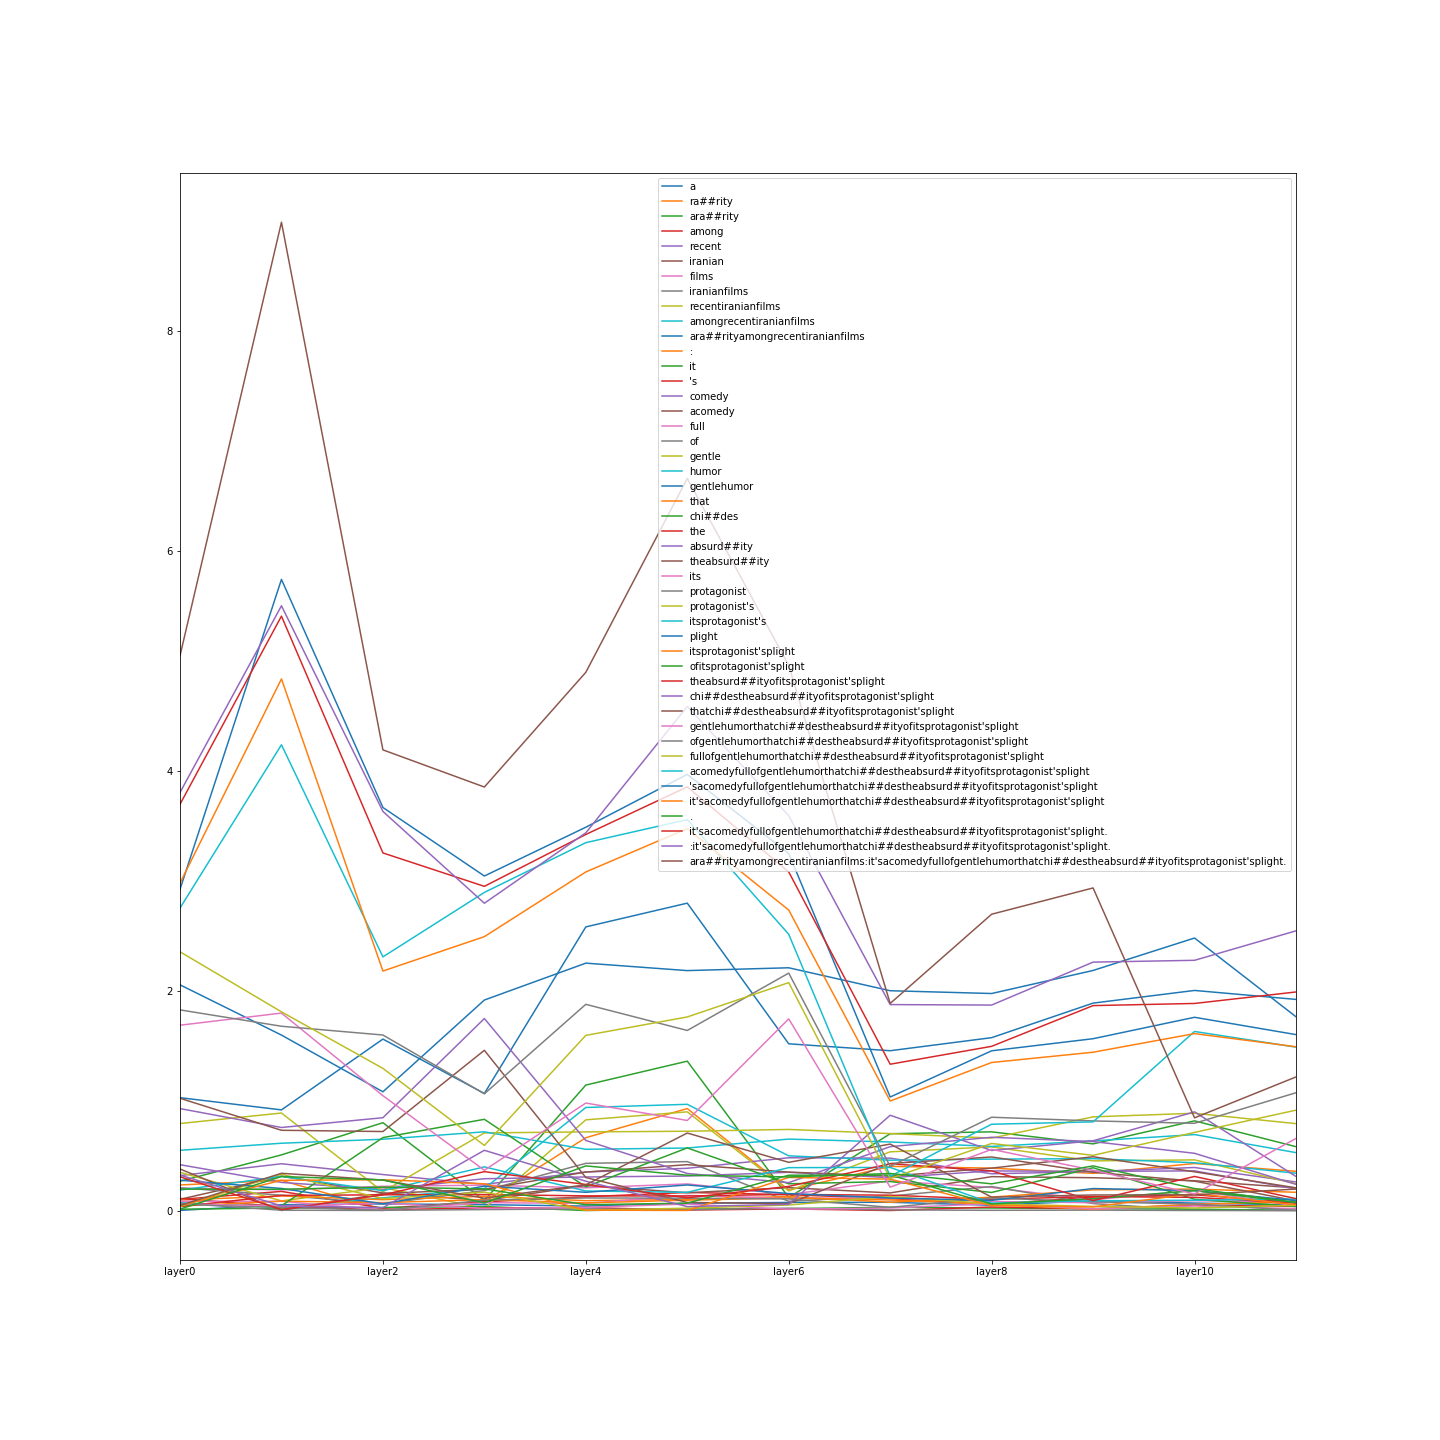 8
6
4
2
0
layer0
layer2
layer4
layer6
layer8
layer10
a
ra##rity
ara##rity
among
recent
iranian
films
iranianfilms
recentiranianfilms
amongrecentiranianfilms
ara##rityamongrecentiranianfilms
:
it
's
comedy
acomedy
full
of
gentle
humor
gentlehumor
that
chi##des
the
absurd##ity
theabsurd##ity
its
protagonist
protagonist's
itsprotagonist's
plight
itsprotagonist'splight
ofitsprotagonist'splight
theabsurd##ityofitsprotagonist'splight
chi##destheabsurd##ityofitsprotagonist'splight
thatchi##destheabsurd##ityofitsprotagonist'splight
gentlehumorthatchi##destheabsurd##ityofitsprotagonist'splight
ofgentlehumorthatchi##destheabsurd##ityofitsprotagonist'splight
fullofgentlehumorthatchi##destheabsurd##ityofitsprotagonist'splight
acomedyfullofgentlehumorthatchi##destheabsurd##ityofitsprotagonist'splight
'sacomedyfullofgentlehumorthatchi##destheabsurd##ityofitsprotagonist'splight
it'sacomedyfullofgentlehumorthatchi##destheabsurd##ityofitsprotagonist'splight
.
it'sacomedyfullofgentlehumorthatchi##destheabsurd##ityofitsprotagonist'splight.
:it'sacomedyfullofgentlehumorthatchi##destheabsurd##ityofitsprotagonist'splight.
ara##rityamongrecentiranianfilms:it'sacomedyfullofgentlehumorthatchi##destheabsurd##ityofitsprotagonist'splight.